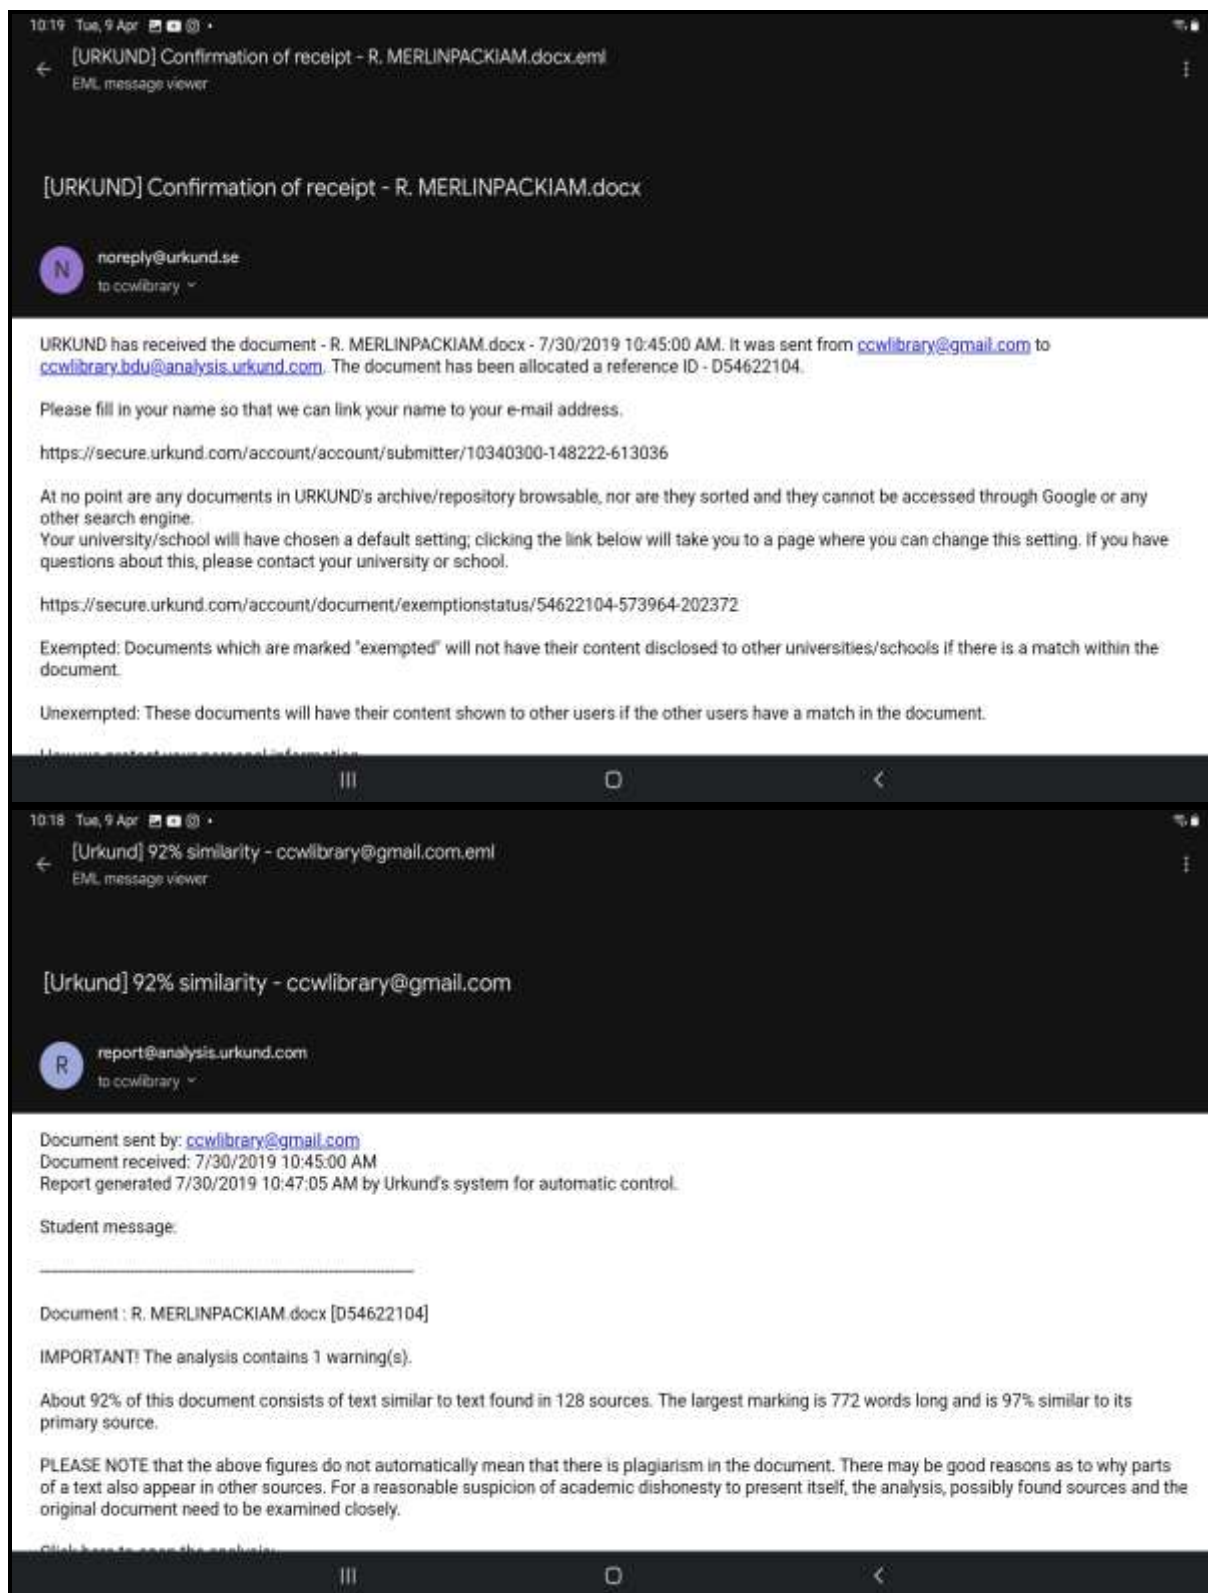 10:19 Tue, 9 Apr
[URKUND] Confirmation of receipt - R. MERLINPACKIAM.docx.eml
EML message viewer
[URKUND] Confirmation of receipt - R. MERLINPACKIAM.docx
N
noreply@urkund.se
to ccwlibrary
URKUND has received the document - R. MERLINPACKIAM.docx - 7/30/2019 10:45:00 AM. It was sent from ccwlibrary@gmail.com to
ccwlibrary.bdu@analysis.urkund.com. The document has been allocated a reference ID - D54622104.
Please fill in your name so that we can link your name to your e-mail address.
https://secure.urkund.com/account/account/submitter/10340300-148222-613036
At no point are any documents in URKUND's archive/repository browsable, nor are they sorted and they cannot be accessed through Google or any
other search engine.
Your university/school will have chosen a default setting; clicking the link below will take you to a page where you can change this setting. If you have
questions about this, please contact your university or school.
https://secure.urkund.com/account/document/exemptionstatus/54622104-573964-202372
Exempted: Documents which are marked "exempted" will not have their content disclosed to other universities/schools if there is a match within the
document.
Unexempted: These documents will have their content shown to other users if the other users have a match in the document.
How we protect your personal information
10:18 Tue, 9 Apr
[Urkund] 92% similarity - ccwlibrary@gmail.com.eml
EML message viewer
[Urkund] 92% similarity - ccwlibrary@gmail.com
R
report@analysis.urkund.com
to ccwlibrary
Document sent by: ccwlibrary@gmail.com
Document received: 7/30/2019 10:45:00 AM
Report generated 7/30/2019 10:47:05 AM by Urkund's system for automatic control.
Student message:
Document : R. MERLINPACKIAM.docx [D54622104]
IMPORTANT! The analysis contains 1 warning(s).
About 92% of this document consists of text similar to text found in 128 sources. The largest marking is 772 words long and is 97% similar to its
primary source.
PLEASE NOTE that the above figures do not automatically mean that there is plagiarism in the document. There may be good reasons as to why parts
of a text also appear in other sources. For a reasonable suspicion of academic dishonesty to present itself, the analysis, possibly found sources and the
original document need to be examined closely.
Click here to open the analysis: